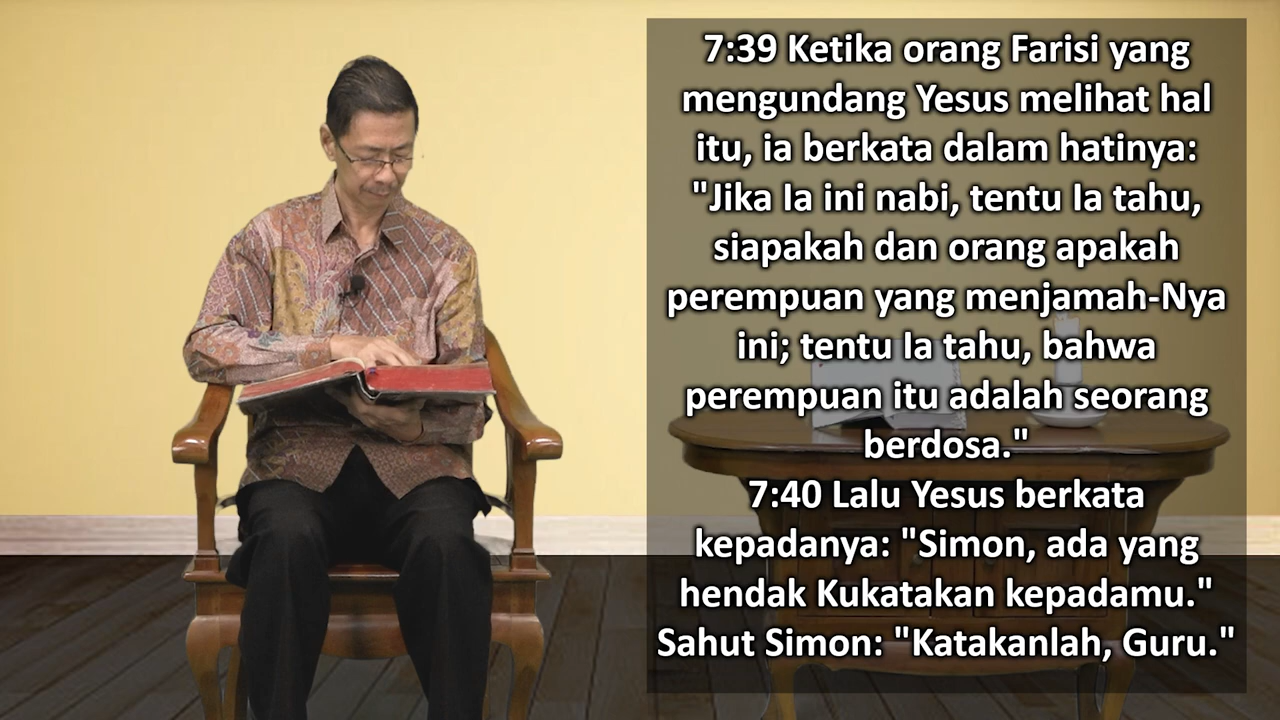 7:39 Ketika orang Farisi yang
mengundang Yesus melihat hal
itu, ia berkata dalam hatinya:
"Jika Ia ini nabi, tentu Ia tahu,
siapakah dan orang apakah
perempuan yang menjamah-Nya
ini; tentu Ia tahu, bahwa
perempuan itu adalah seorang
berdosa."
7:40 Lalu Yesus berkata
kepadanya: "Simon, ada yang
hendak Kukatakan kepadamu."
Sahut Simon: "Katakanlah, Guru."